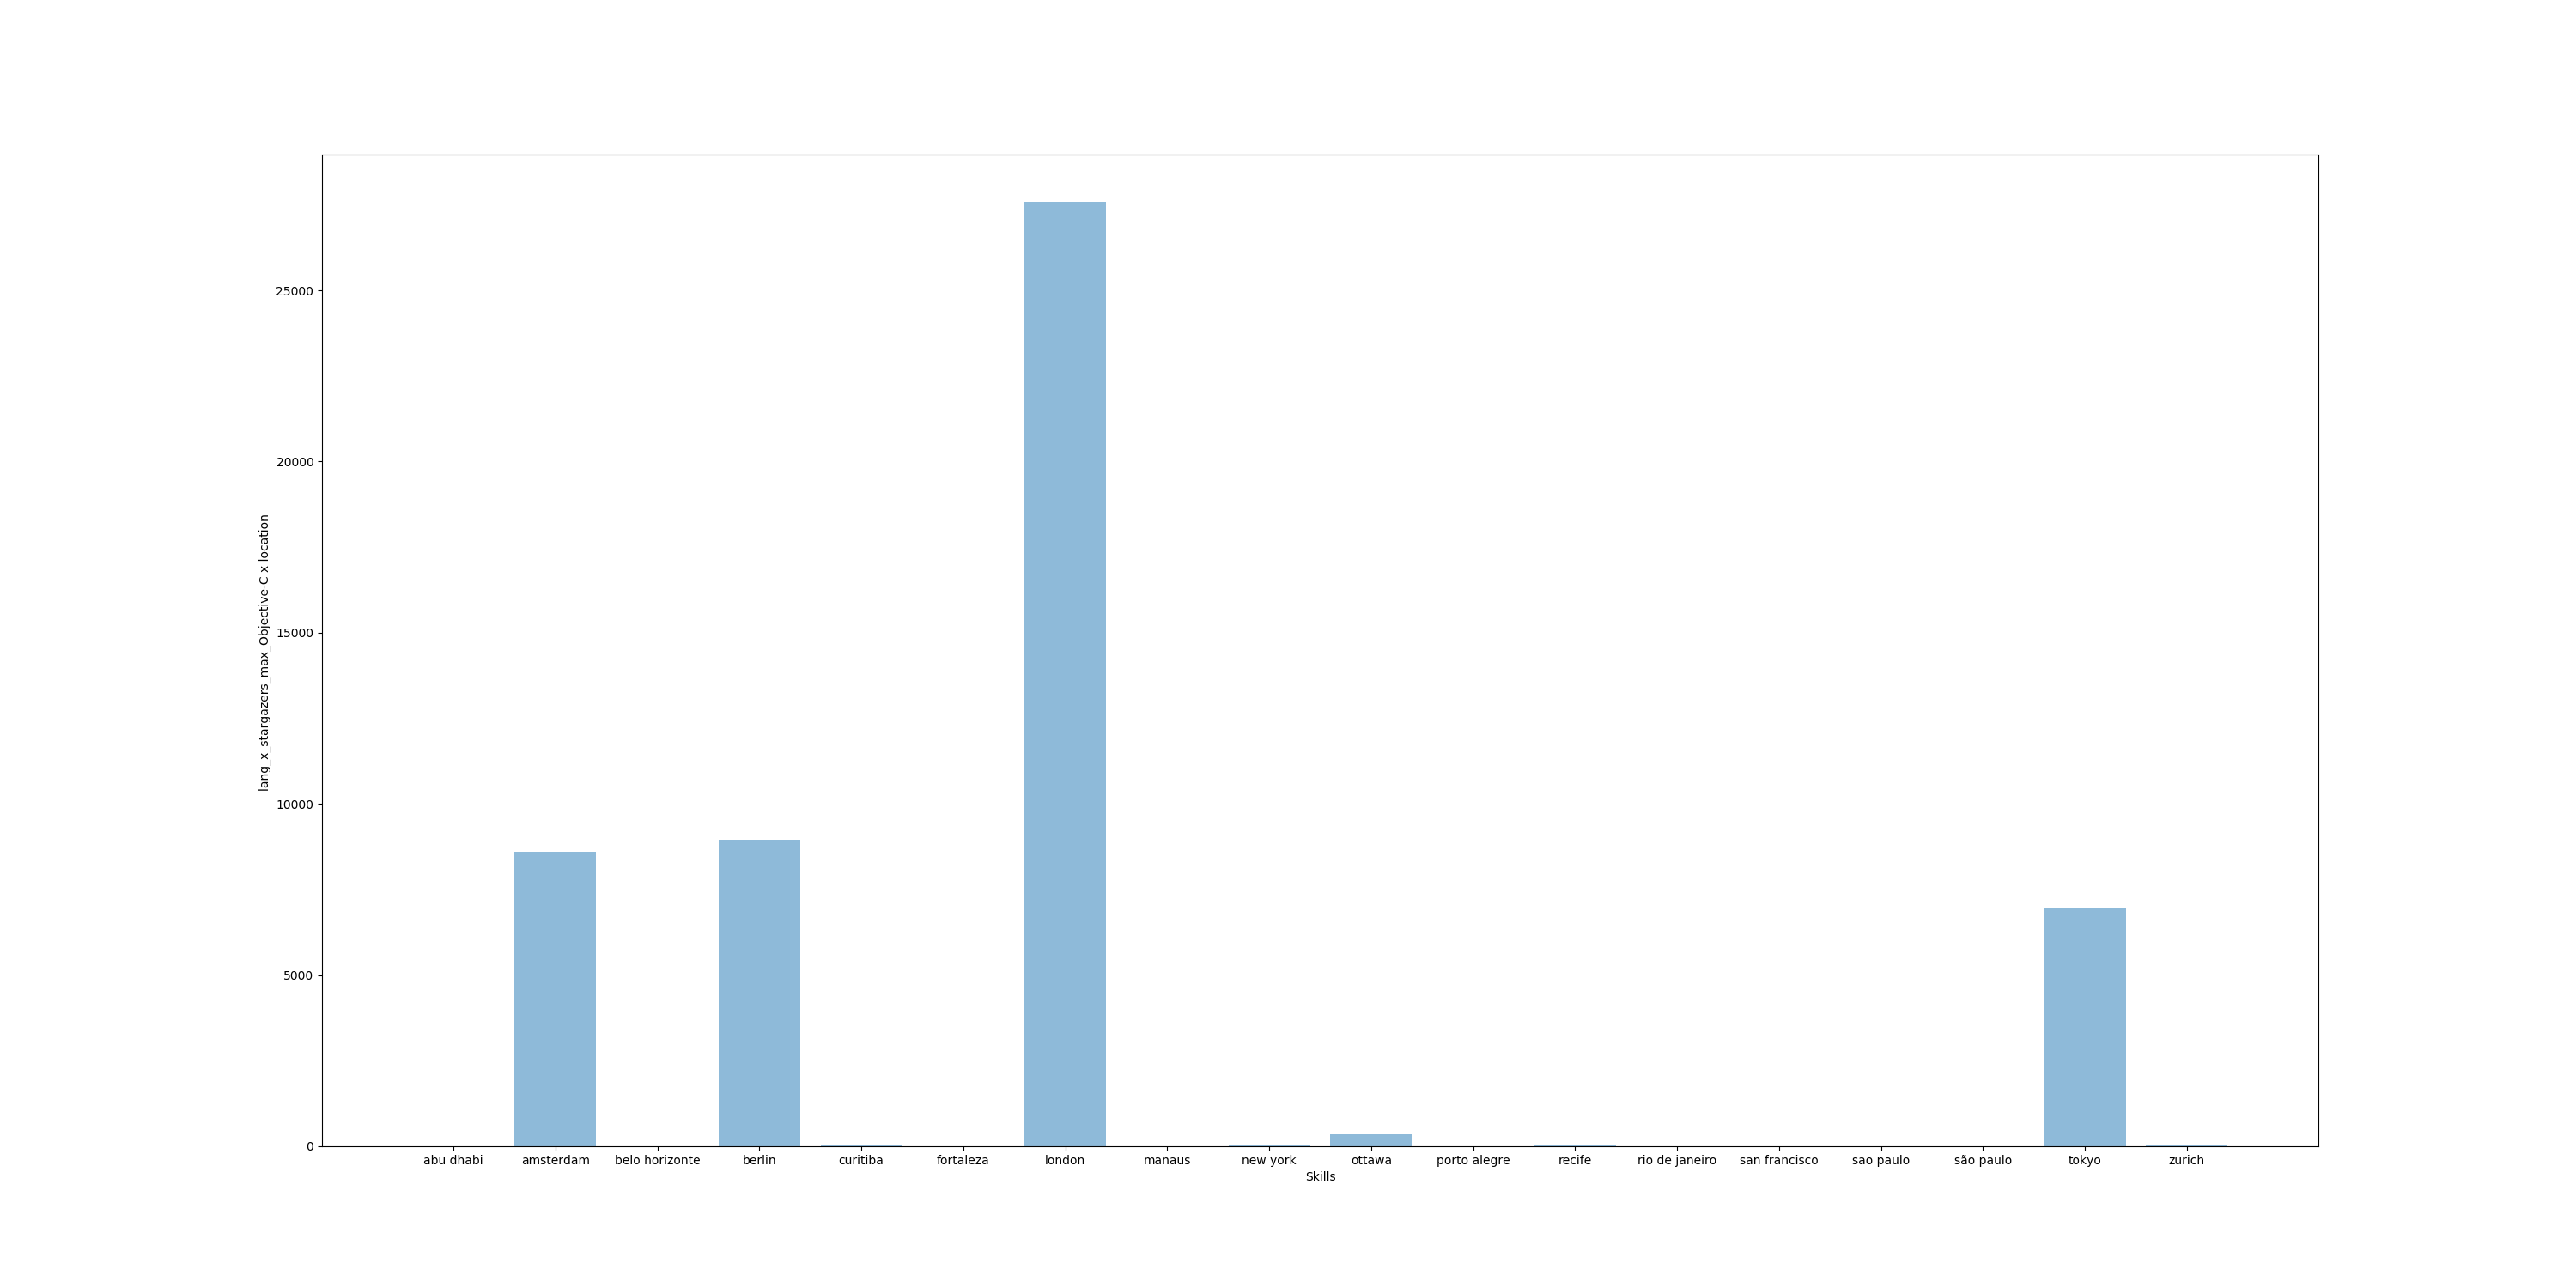 25000
20000
15000
10000
5000
0
lang_x_stargazers_max_Objective-C x location
abu dhabi amsterdam belo horizonte berlin curitiba fortaleza london manaus new york ottawa porto alegre recife rio de janeiro san francisco sao paulo são paulo tokyo zurich
Skills